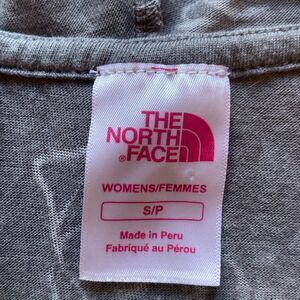 THE
NORTH
®FACE
WOMENS/FEMMES
S/P
Made in Peru
Fabriqué au Pérou